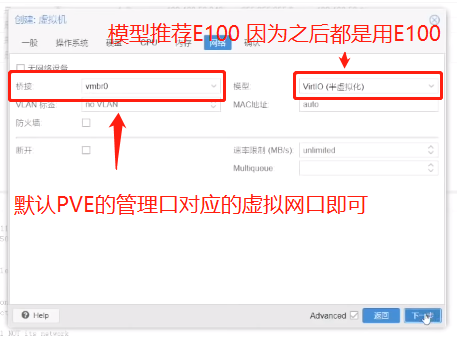 创建: 虚拟机
模型推荐E100 因为之后都是用E100
一般 操作系统 CPU 内存 网络 确认
无网络设备
桥接: vmbr0 模型: VirtIO (半虚拟化)
VLAN 标签: no VLAN MAC地址: auto
防火墙:
断开: 速率限制 (MB/s): unlimited
Multiqueue:
默认PVE的管理口对应的虚拟网口即可
Help Advanced 返回 下一步
l NOT its network